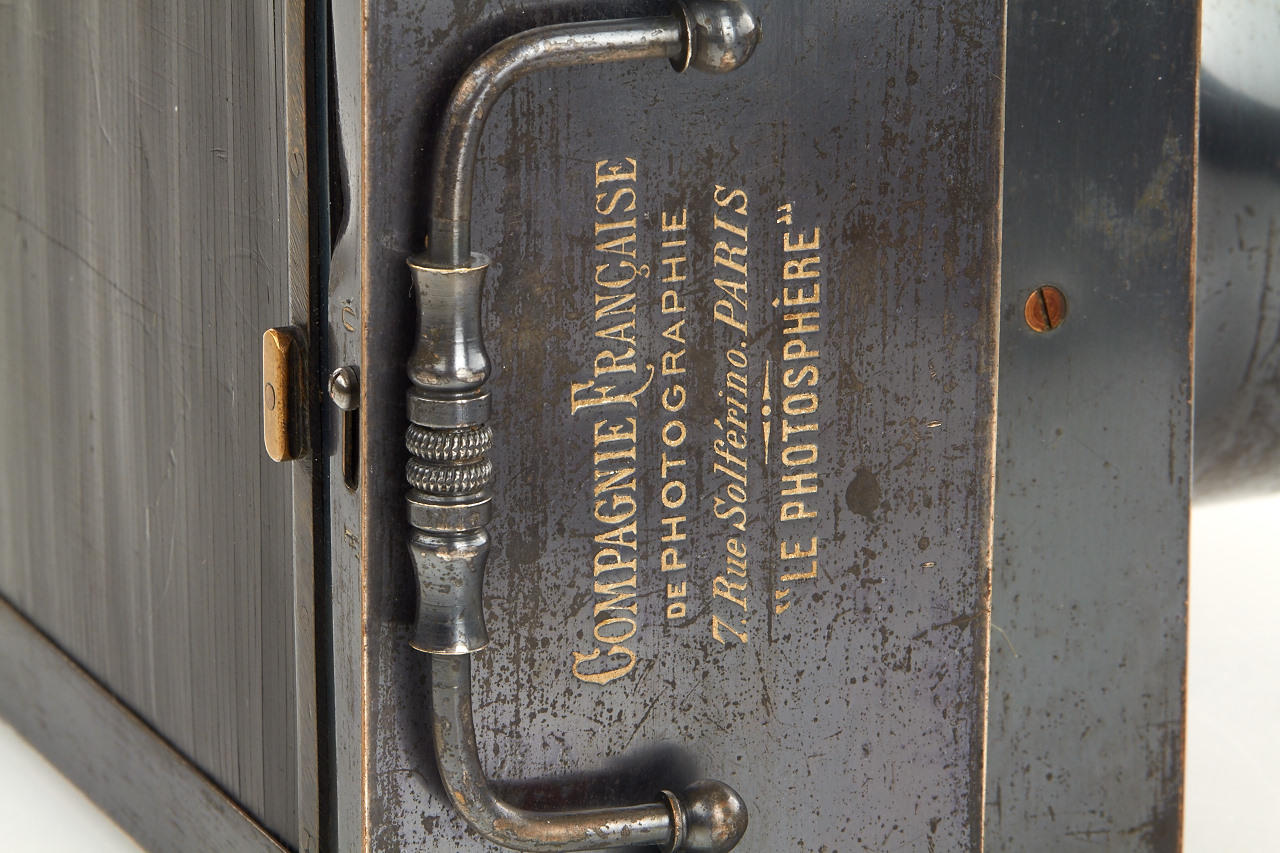 COMPAGNIE FRANÇAISE
DE PHOTOGRAPHIE
7. Rue Solférino. PARIS
"LE PHOTOSPHÈRE"